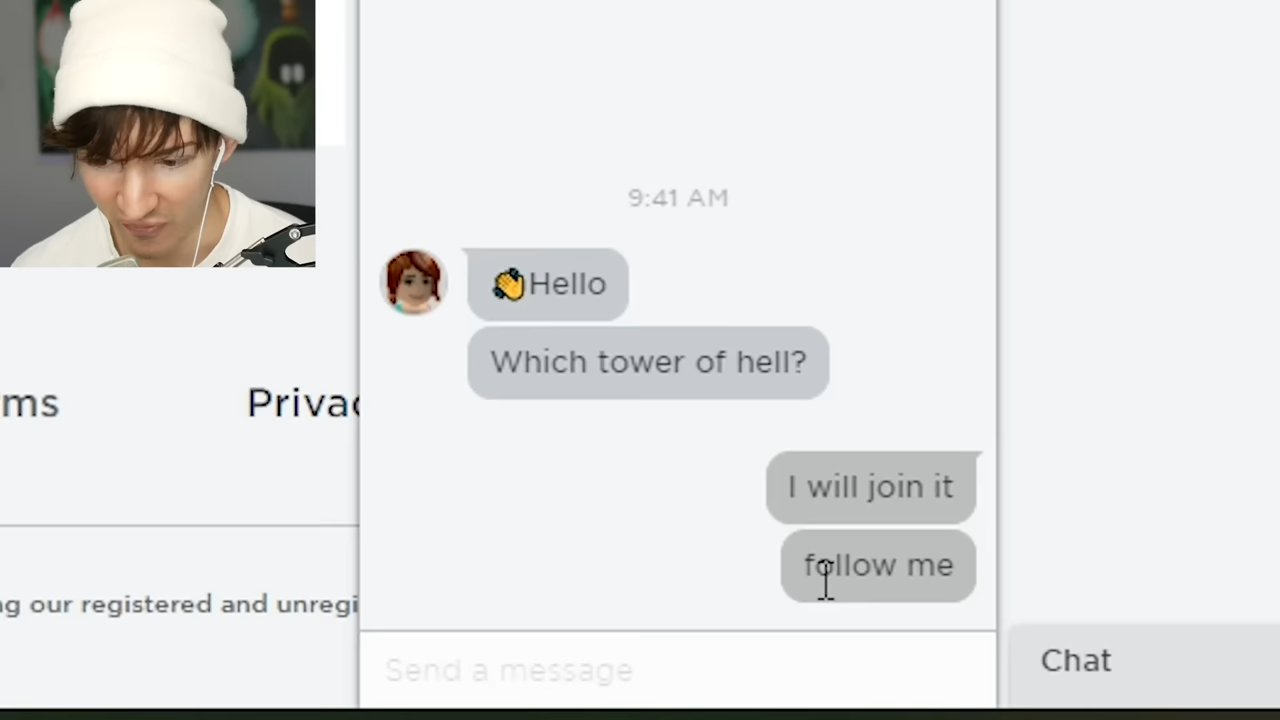 9:41 AM
👏Hello
Which tower of hell?
I will join it
follow me
ms
Privac
ng our registered and unregi
Send a message
Chat